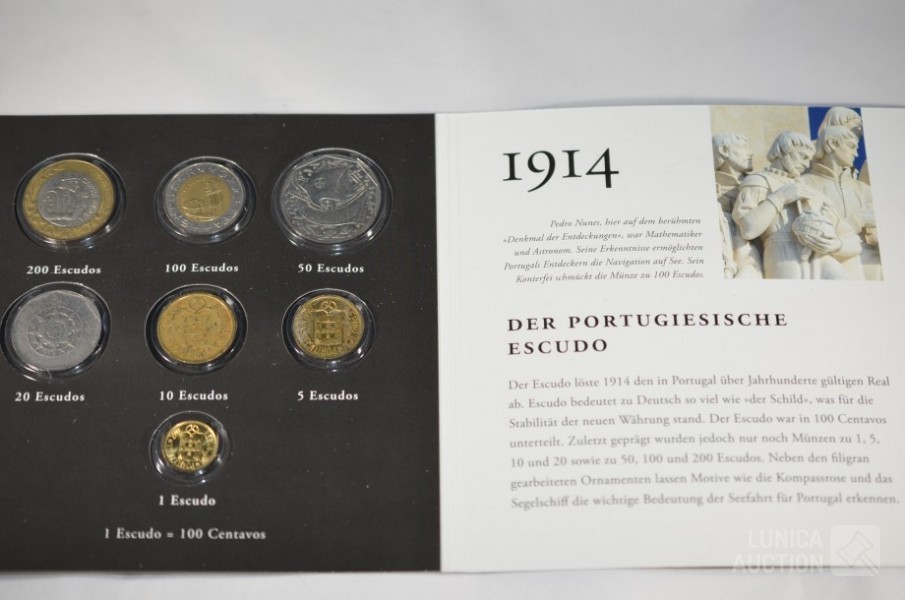 200 Escudos
100 Escudos
50 Escudos
20 Escudos
10 Escudos
5 Escudos
1 Escudo
1 Escudo = 100 Centavos
1914
Pedro Nunes, hier auf dem berühmten
»Denkmal der Entdeckungen«, war Mathematiker
und Astronom. Seine Erkenntnisse ermöglichten
Portugals Entdeckern die Navigation auf See. Sein
Konterfei schmückt die Münze zu 100 Escudos.
DER PORTUGIESISCHE
ESCUDO
Der Escudo löste 1914 den in Portugal über Jahrhunderte gültigen Real
ab. Escudo bedeutet zu Deutsch so viel wie »der Schild«, was für die
Stabilität der neuen Währung stand. Der Escudo war in 100 Centavos
unterteilt. Zuletzt geprägt wurden jedoch nur noch Münzen zu 1, 5,
10 und 20 sowie zu 50, 100 und 200 Escudos. Neben den filigran
gearbeiteten Ornamenten lassen Motive wie die Kompassrose und das
Segelschiff die wichtige Bedeutung der Seefahrt für Portugal erkennen.
LUNICA
AUCTION